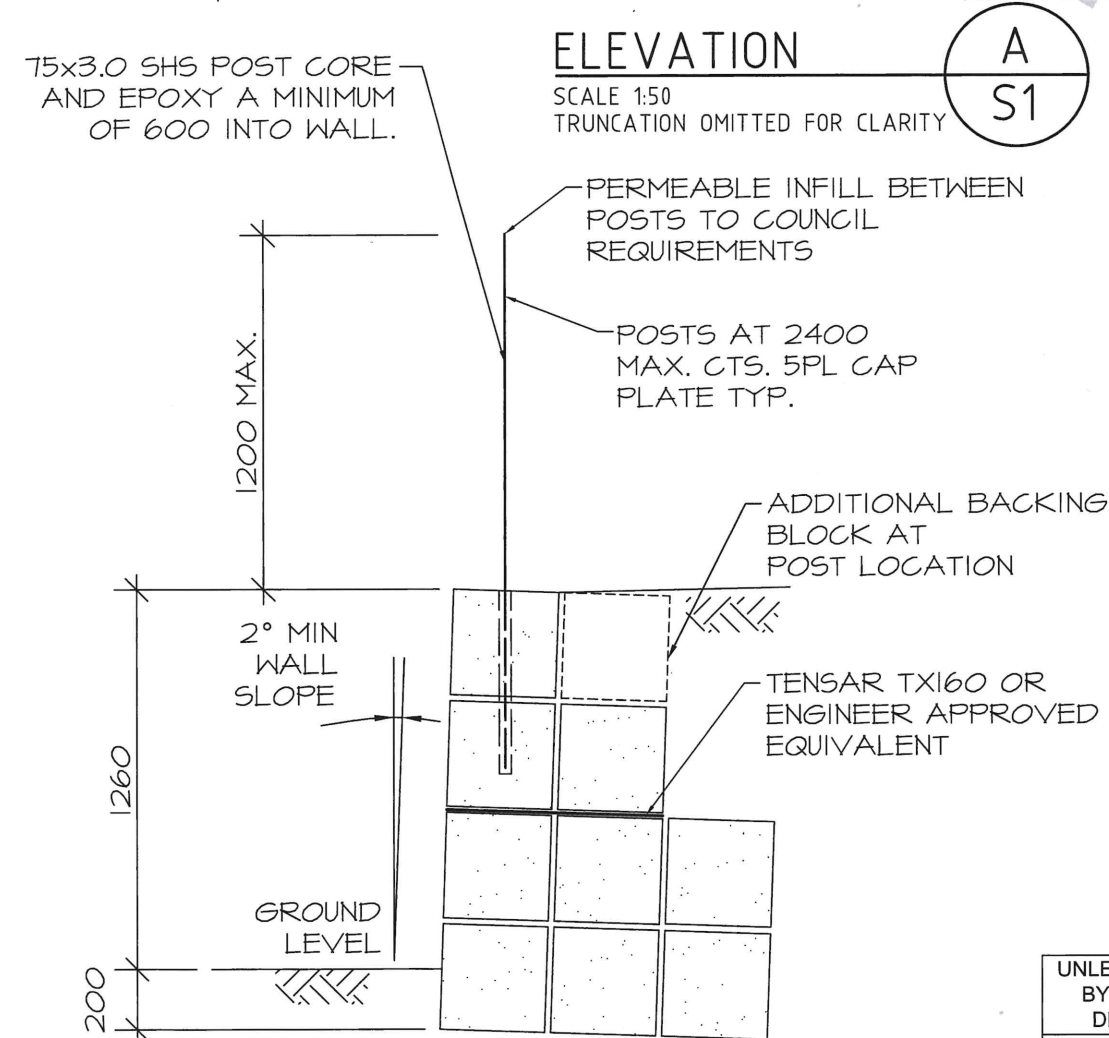 ELEVATION
SCALE 1:50
TRUNCATION OMITTED FOR CLARITY
A
S1
75x3.0 SHS POST CORE
AND EPOXY A MINIMUM
OF 600 INTO WALL.
PERMEABLE INFILL BETWEEN
POSTS TO COUNCIL
REQUIREMENTS
POSTS AT 2400
MAX. CTS. 5PL CAP
PLATE TYP.
1200 MAX.
ADDITIONAL BACKING
BLOCK AT
POST LOCATION
2° MIN
WALL
SLOPE
TENSAR TX160 OR
ENGINEER APPROVED
EQUIVALENT
1260
GROUND
LEVEL
200
BY